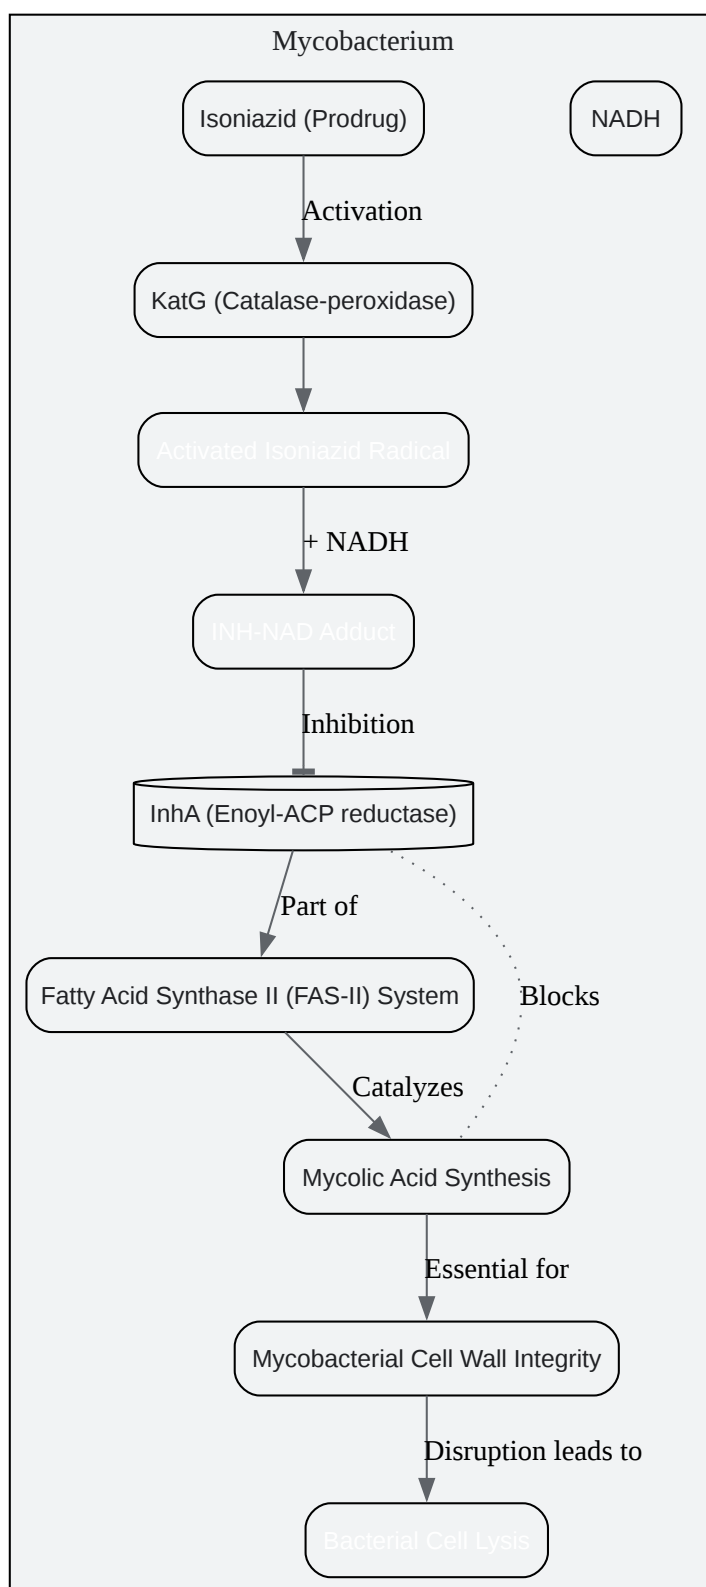 Mycobacterium
Isoniazid (Prodrug)
NADH
Activation
KatG (Catalase-peroxidase)
Activated Isoniazid Radical
+ NADH
INH-NAD Adduct
Inhibition
InhA (Enoyl-ACP reductase)
Part of
Fatty Acid Synthase II (FAS-II) System
Blocks
Catalyzes
Mycolic Acid Synthesis
Essential for
Mycobacterial Cell Wall Integrity
Disruption leads to
Bacterial Cell Lysis